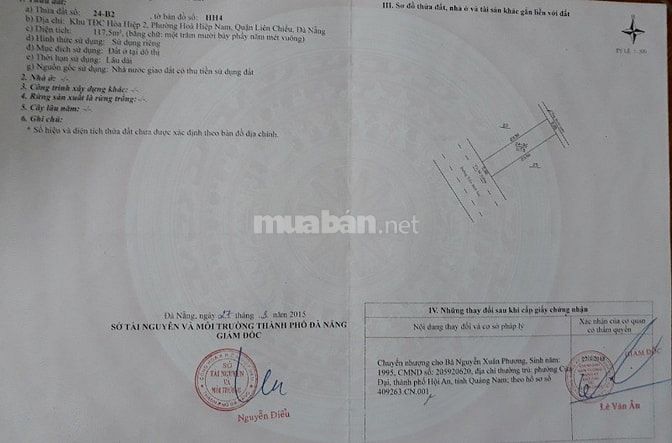 a) Thửa đất số: 24-B2 , tờ bản đồ số: HH4
b) Địa chỉ: Khu TĐC Hòa Hiệp 2, Phường Hoà Hiệp Nam, Quận Liên Chiểu, Đà Nẵng
c) Diện tích: 117,5m², (bằng chữ: một trăm mười bảy phẩy năm mét vuông)
d) Hình thức sử dụng: Sử dụng riêng
đ) Mục đích sử dụng: Đất ở tại đô thị
e) Thời hạn sử dụng: Lâu dài
g) Nguồn gốc sử dụng: Nhà nước giao đất có thu tiền sử dụng đất
2. Nhà ở: -/-
3. Công trình xây dựng khác: -/-
4. Rừng sản xuất là rừng trồng: -/-
5. Cây lâu năm: -/-
6. Ghi chú:
* Số hiệu và diện tích thửa đất chưa được xác định theo bản đồ địa chính.
Đà Nẵng, ngày 27 tháng 3 năm 2015
SỞ TÀI NGUYÊN VÀ MÔI TRƯỜNG THÀNH PHỐ ĐÀ NẴNG
GIÁM ĐỐC
SỞ
TÀI NGUYÊN
VÀ
MÔI TRƯỜNG
Nguyễn Điểu
III. Sơ đồ thửa đất, nhà ở và tài sản khác gắn liền với đất
muabán.net
IV. Những thay đổi sau khi cấp giấy chứng nhận
Nội dung thay đổi và cơ sở pháp lý
Xác nhận của cơ quan
có thẩm quyền
Chuyển nhượng cho Bà Nguyễn Xuân Phương, Sinh năm:
1995, CMND số: 205920620, địa chỉ thường trú: phường Cửa
Đại, thành phố Hội An, tỉnh Quảng Nam; theo hồ sơ số
409263.CN.001
GIÁM ĐỐC
Lê Văn Ẩu